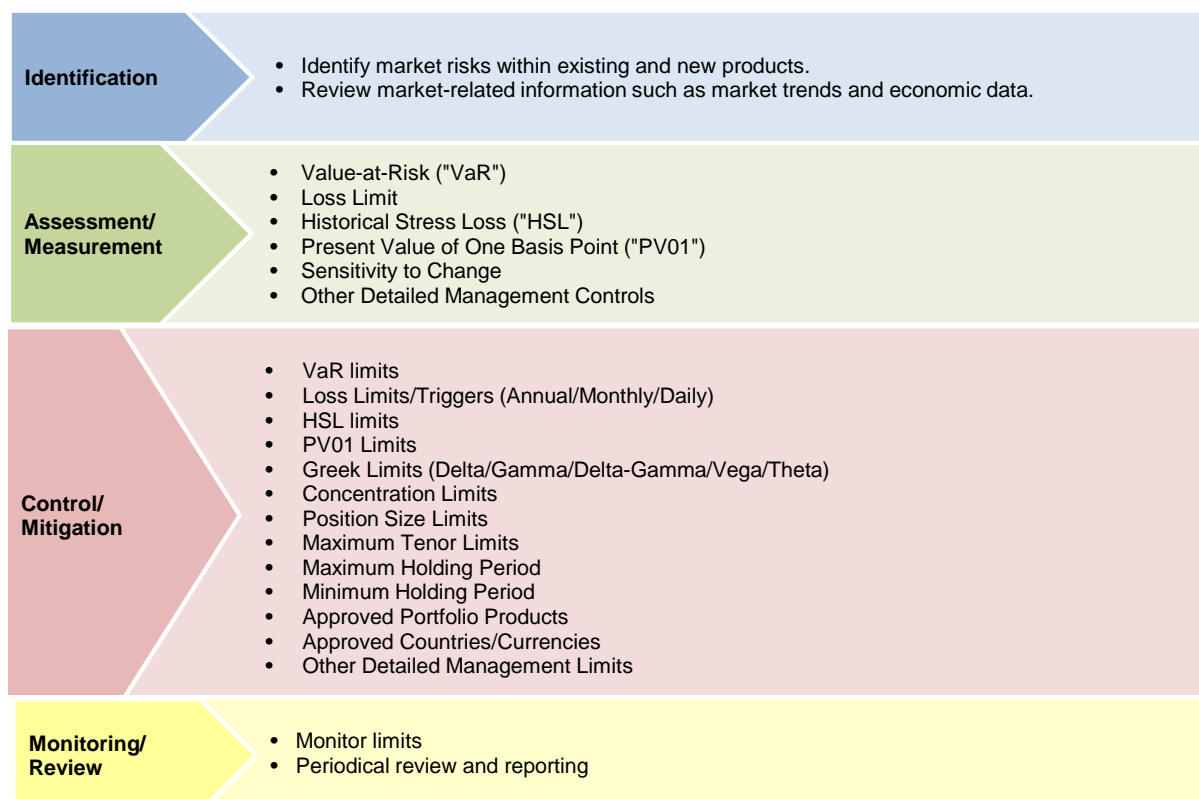 Identification
• Identify market risks within existing and new products.
• Review market-related information such as market trends and economic data.
Assessment/
Measurement
• Value-at-Risk ("VaR")
• Loss Limit
• Historical Stress Loss ("HSL")
• Present Value of One Basis Point ("PV01")
• Sensitivity to Change
• Other Detailed Management Controls
Control/
Mitigation
• VaR limits
• Loss Limits/Triggers (Annual/Monthly/Daily)
• HSL limits
• PV01 Limits
• Greek Limits (Delta/Gamma/Delta-Gamma/Vega/Theta)
• Concentration Limits
• Position Size Limits
• Maximum Tenor Limits
• Maximum Holding Period
• Minimum Holding Period
• Approved Portfolio Products
• Approved Countries/Currencies
• Other Detailed Management Limits
Monitoring/
Review
• Monitor limits
• Periodical review and reporting